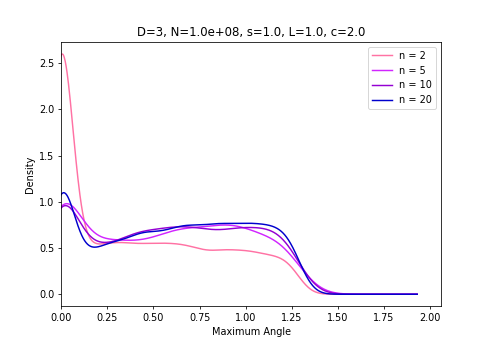 D=3, N=1.0e+08, s=1.0, L=1.0, c=2.0
n = 2
n = 5
n = 10
n = 20
Density
2.5
2.0
1.5
1.0
0.5
0.0
0.00 0.25 0.50 0.75 1.00 1.25 1.50 1.75 2.00
Maximum Angle